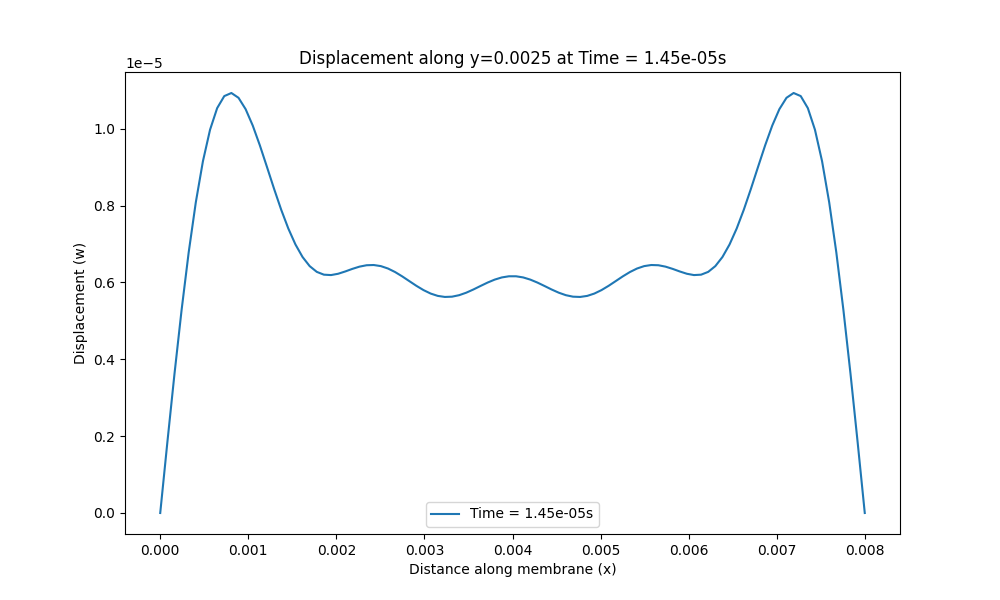 Displacement along y=0.0025 at Time = 1.45e-05s
1e−5
1.0
0.8
0.6
0.4
0.2
0.0
Displacement (w)
Time = 1.45e-05s
0.000 0.001 0.002 0.003 0.004 0.005 0.006 0.007 0.008
Distance along membrane (x)